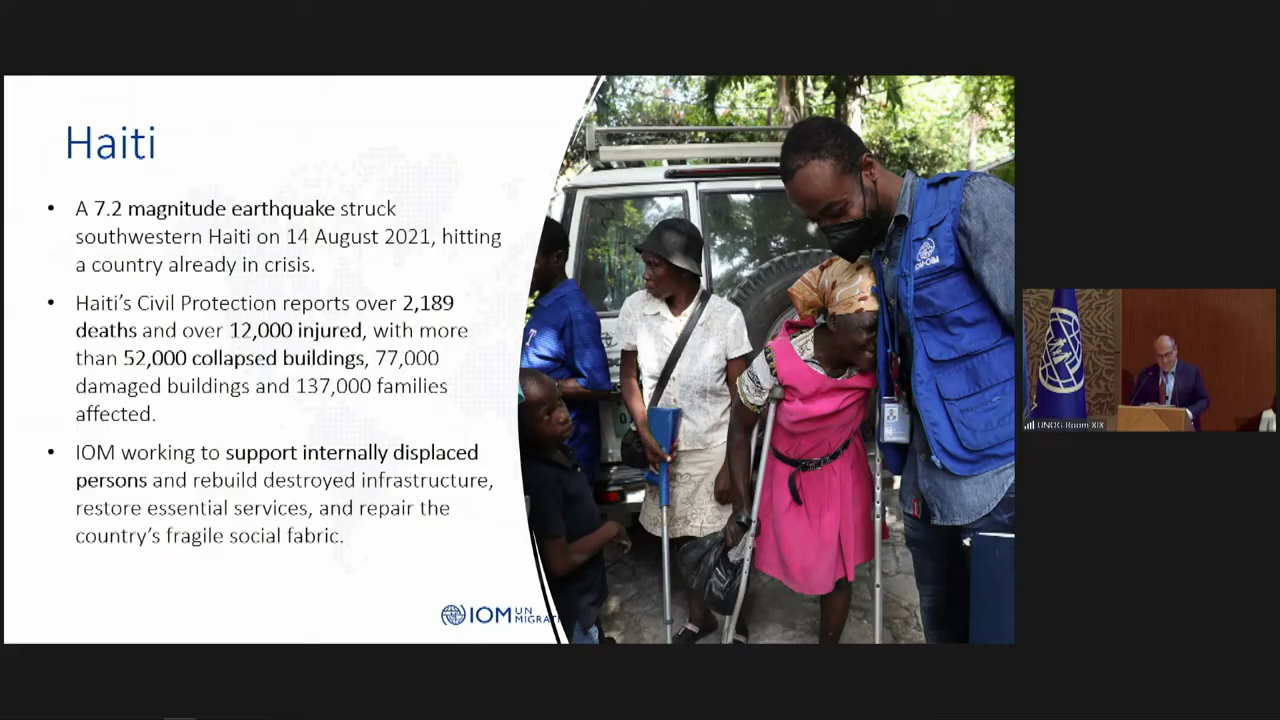 Haiti
• A 7.2 magnitude earthquake struck
southwestern Haiti on 14 August 2021, hitting
a country already in crisis.
• Haiti’s Civil Protection reports over 2,189
deaths and over 12,000 injured, with more
than 52,000 collapsed buildings, 77,000
damaged buildings and 137,000 families
affected.
• IOM working to support internally displaced
persons and rebuild destroyed infrastructure,
restore essential services, and repair the
country’s fragile social fabric.
IOM UN
IOM•OIM
UNOG Room XIX